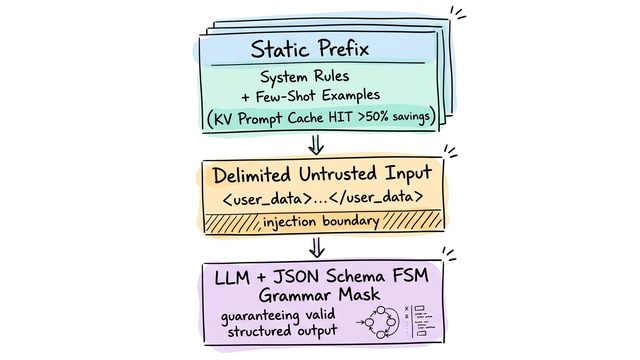 Static Prefix
System Rules
+ Few-Shot Examples
(KV Prompt Cache HIT >50% savings)
Delimited Untrusted Input
<user_data>...</user_data>
injection boundary
LLM + JSON Schema FSM
Grammar Mask
guaranteeing valid
structured output